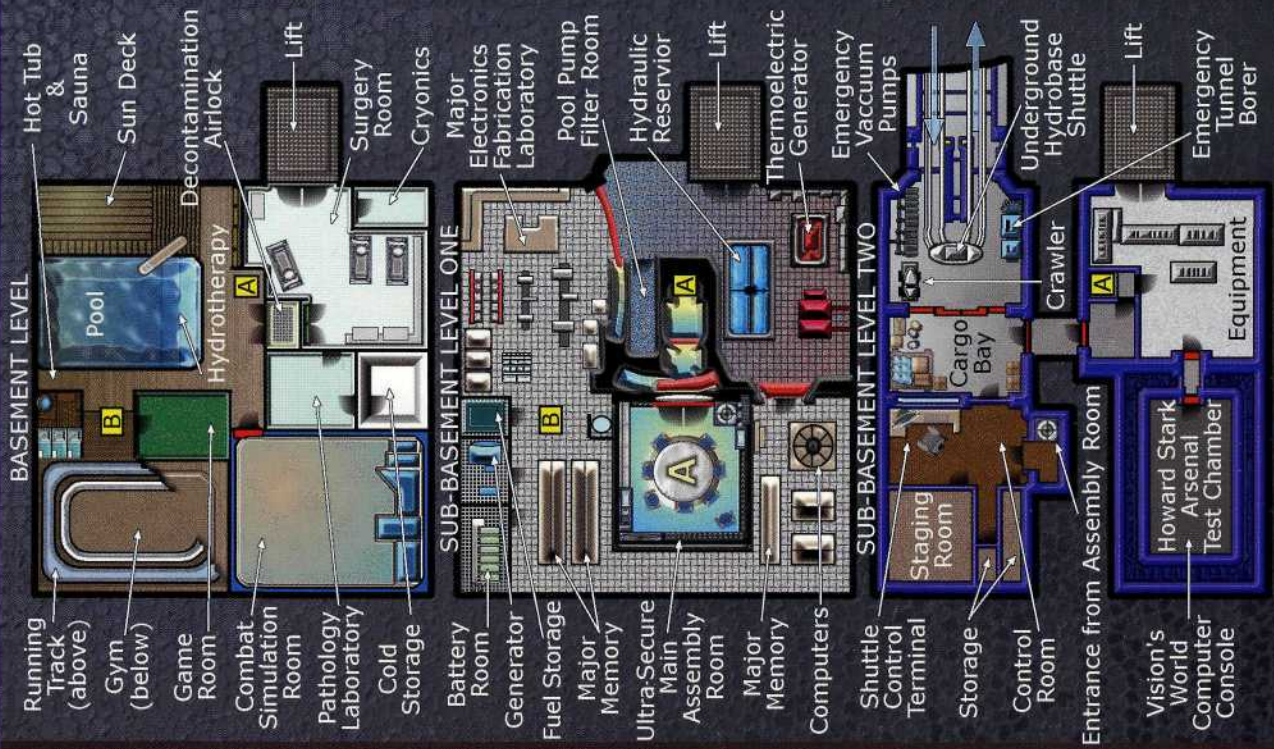 BASEMENT LEVEL
Running
Track
(above)
Gym
(below)
Game
Room
Combat
Simulation
Room
Pathology
Laboratory
Cold
Storage
B
Pool
Hydrotherapy
A
Hot Tub
&
Sauna
Sun Deck
Decontamination
Airlock
Lift
Surgery
Room
Cryonics
SUB-BASEMENT LEVEL ONE
Battery
Room
Generator
Fuel Storage
Major
Memory
Ultra-Secure
Main
Assembly
Room
Major
Memory
Computers
B
A
A
Major
Electronics
Fabrication
Laboratory
Pool Pump
Filter Room
Hydraulic
Reservior
Lift
Thermoelectric
Generator
SUB-BASEMENT LEVEL TWO
Shuttle
Control
Terminal
Storage
Control
Room
Entrance from Assembly Room
Vision's
World
Computer
Console
Staging
Room
Cargo
Bay
Howard Stark
Arsenal
Test Chamber
Crawler
A
Equipment
Emergency
Vaccum
Pumps
Underground
Hydrobase
Shuttle
Lift
Emergency
Tunnel
Borer